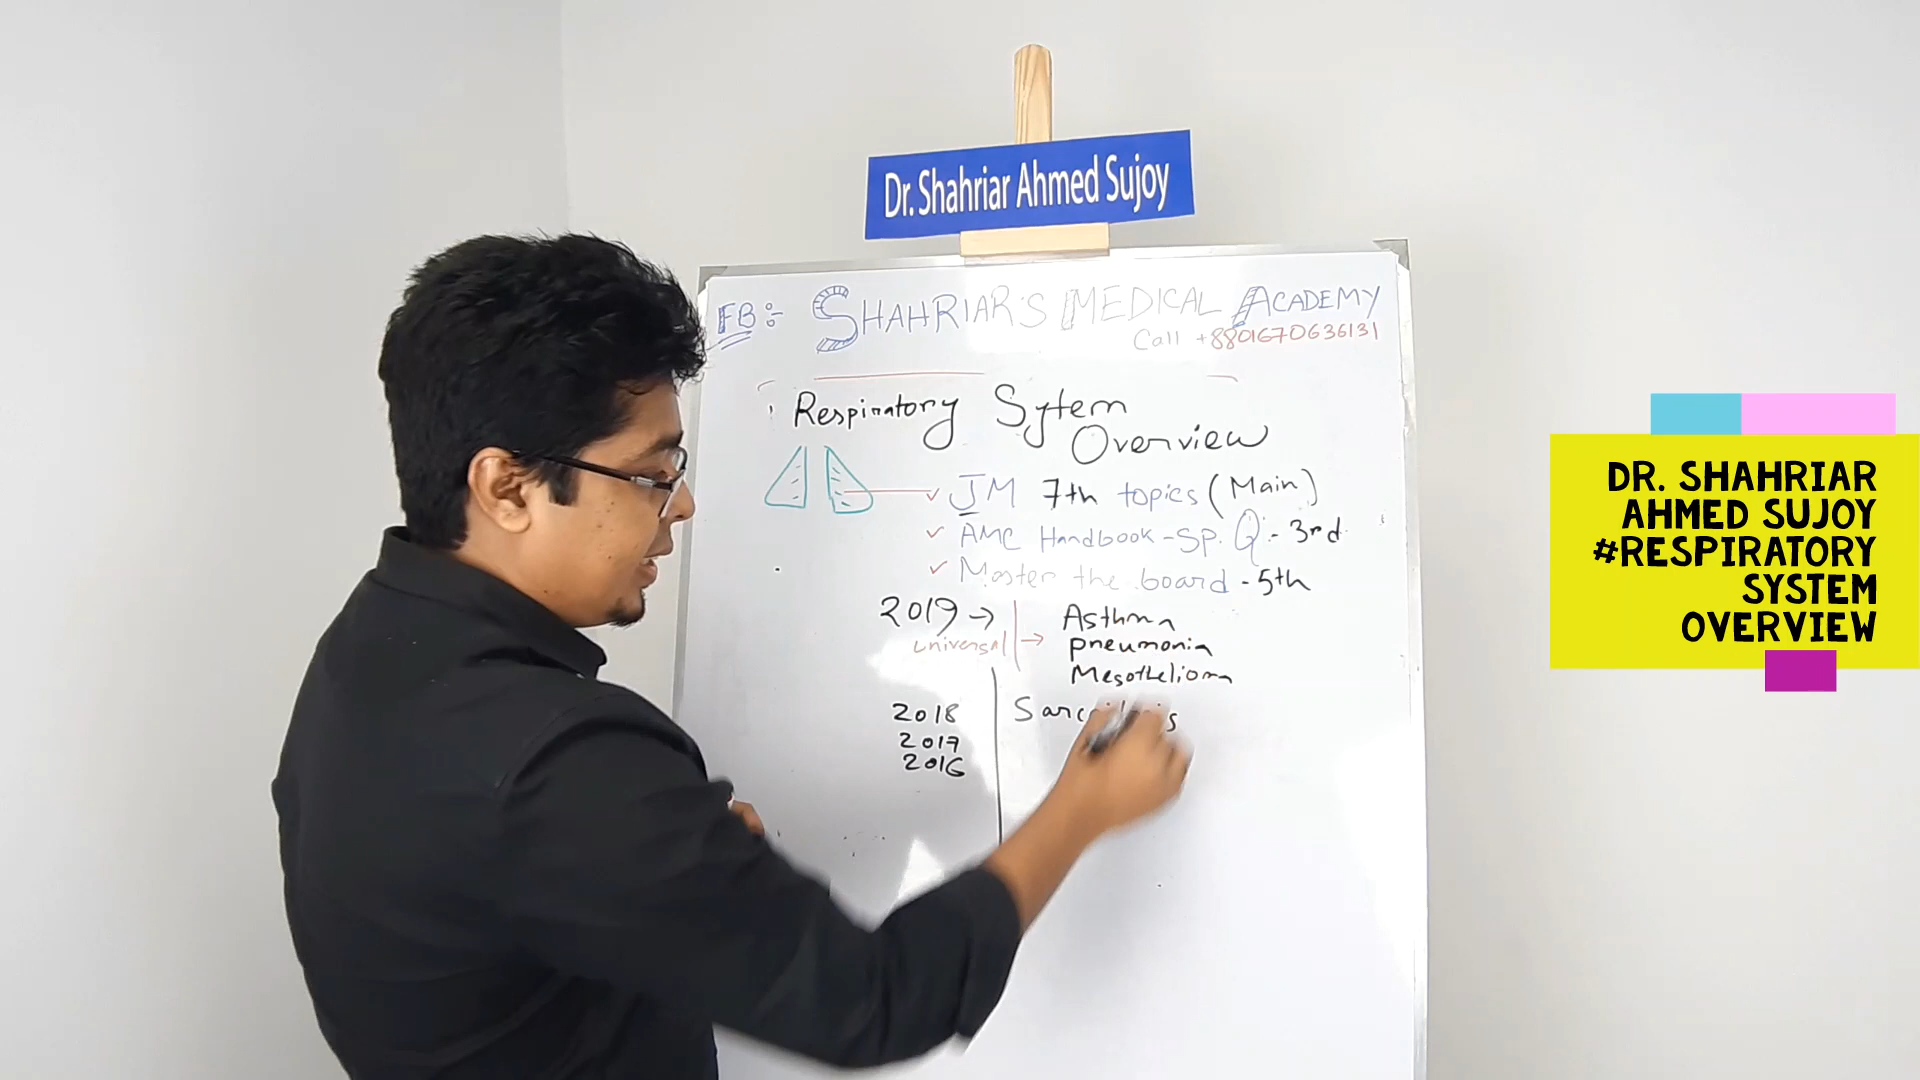 Dr. Shahriar Ahmed Sujoy
FB:- SHAHRIAR'S MEDICAL ACADEMY
Call +8801670636131
Respiratory Sytem
Overview
JM 7th topics (Main)
AMC Handbook - Sp. Q:- 3rd
Master the board - 5th
2019 → Asthma
universal → pneumonia
Mesothelioma
2018
2017
2016
DR. SHAHRIAR
AHMED SUJOY
#RESPIRATORY
SYSTEM
OVERVIEW